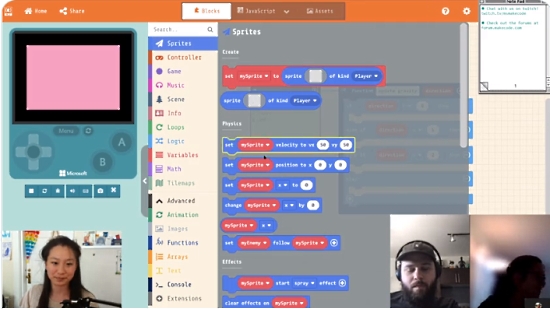 Home
Share
Blocks
JavaScript
Assets
Search...
Sprites
Controller
Game
Music
Scene
Info
Loops
Logic
Variables
Math
Tilemaps
Advanced
Animation
Images
Functions
Arrays
Text
Console
Extensions
Menu
A
B
Microsoft
Sprites
Create
set mySprite to sprite of kind Player
sprite of kind Player
Physics
set mySprite velocity to vx 50 vy 50
set mySprite position to x 0 y 0
set mySprite x to 0
change mySprite x by 0
mySprite x
set myEnemy follow mySprite
Effects
mySprite start spray effect
clear effects on mySprite